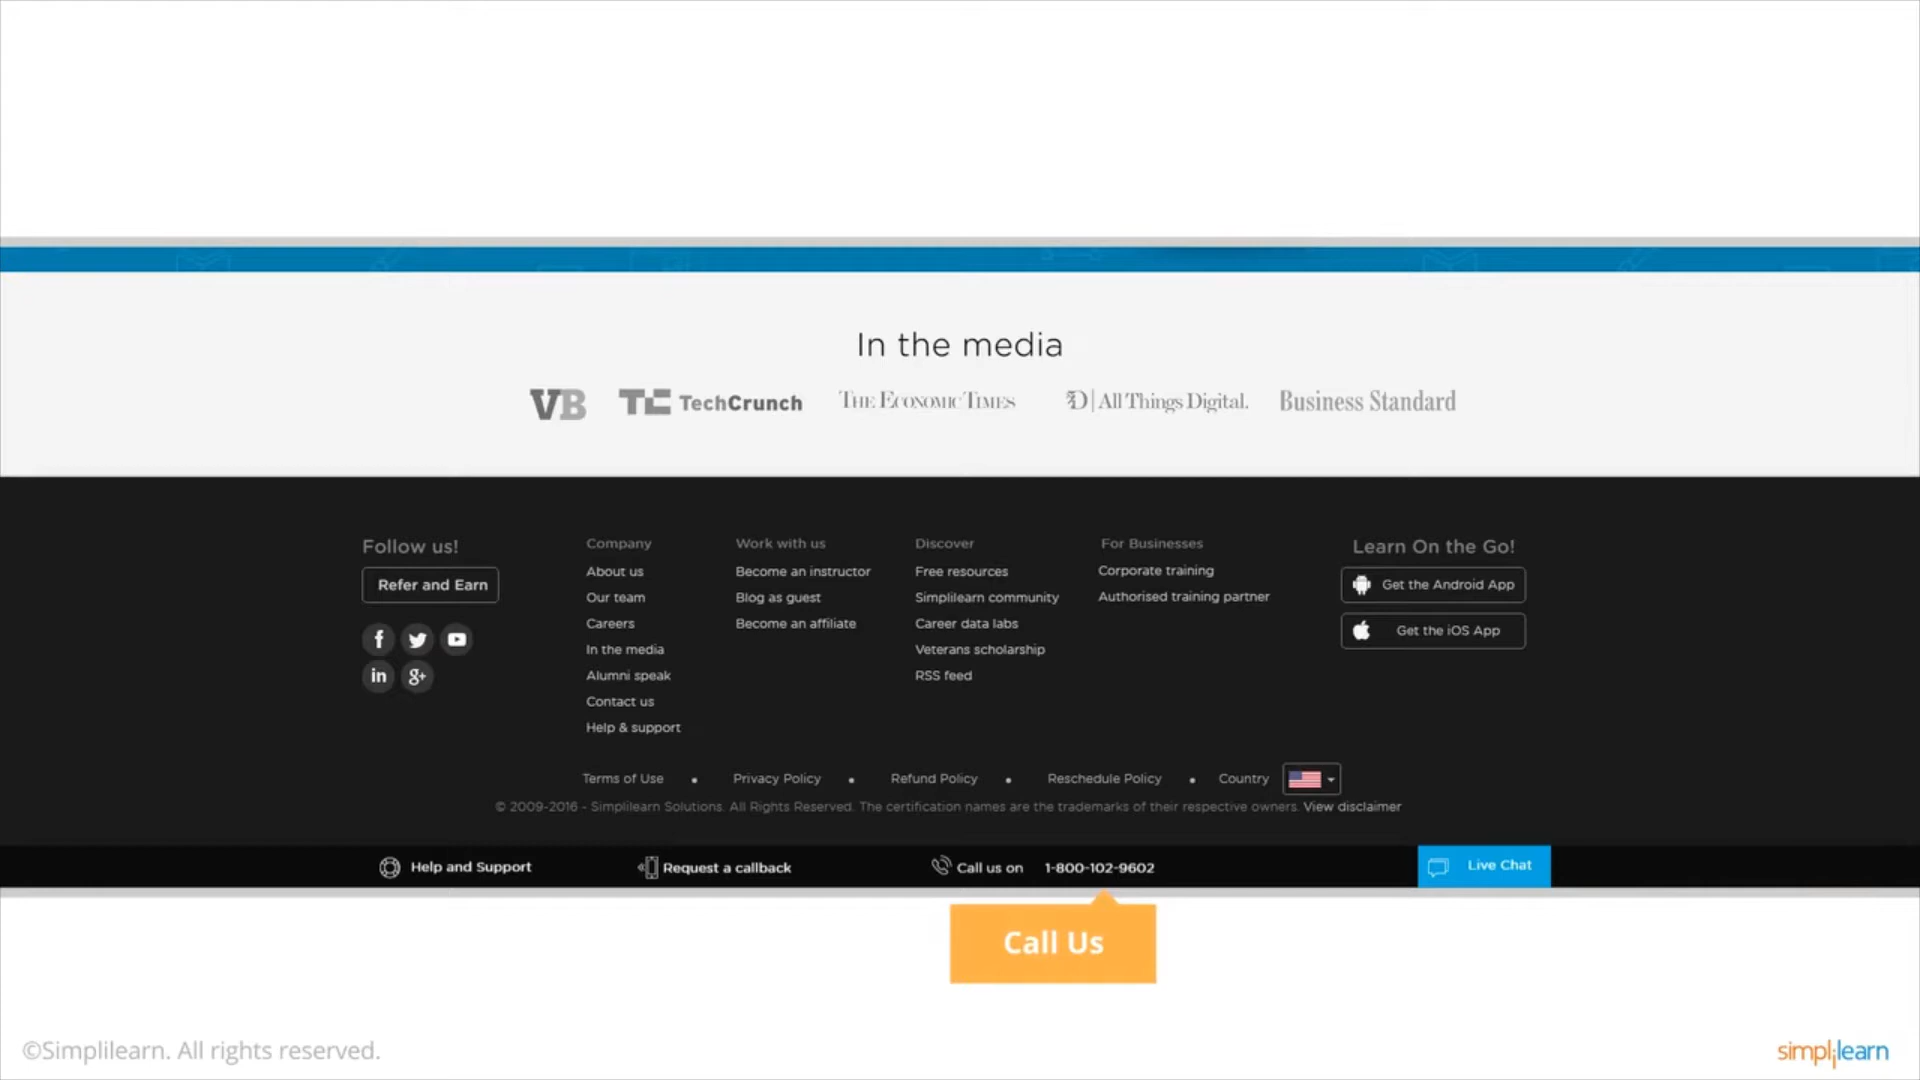 In the media
VB
TC TechCrunch
THE ECONOMIC TIMES
D | All Things Digital.
Business Standard
Follow us!
Refer and Earn
f
in g+
Company
About us
Our team
Careers
In the media
Alumni speak
Contact us
Help & support
Work with us
Become an instructor
Blog as guest
Become an affiliate
Discover
Free resources
Simplilearn community
Career data labs
Veterans scholarship
RSS feed
For Businesses
Corporate training
Authorised training partner
Learn On the Go!
Get the Android App
Get the iOS App
Terms of Use • Privacy Policy • Refund Policy • Reschedule Policy • Country
© 2009-2016 - Simplilearn Solutions. All Rights Reserved. The certification names are the trademarks of their respective owners. View disclaimer
Help and Support Request a callback Call us on 1-800-102-9602 Live Chat
Call Us
©Simplilearn. All rights reserved.
simplilearn